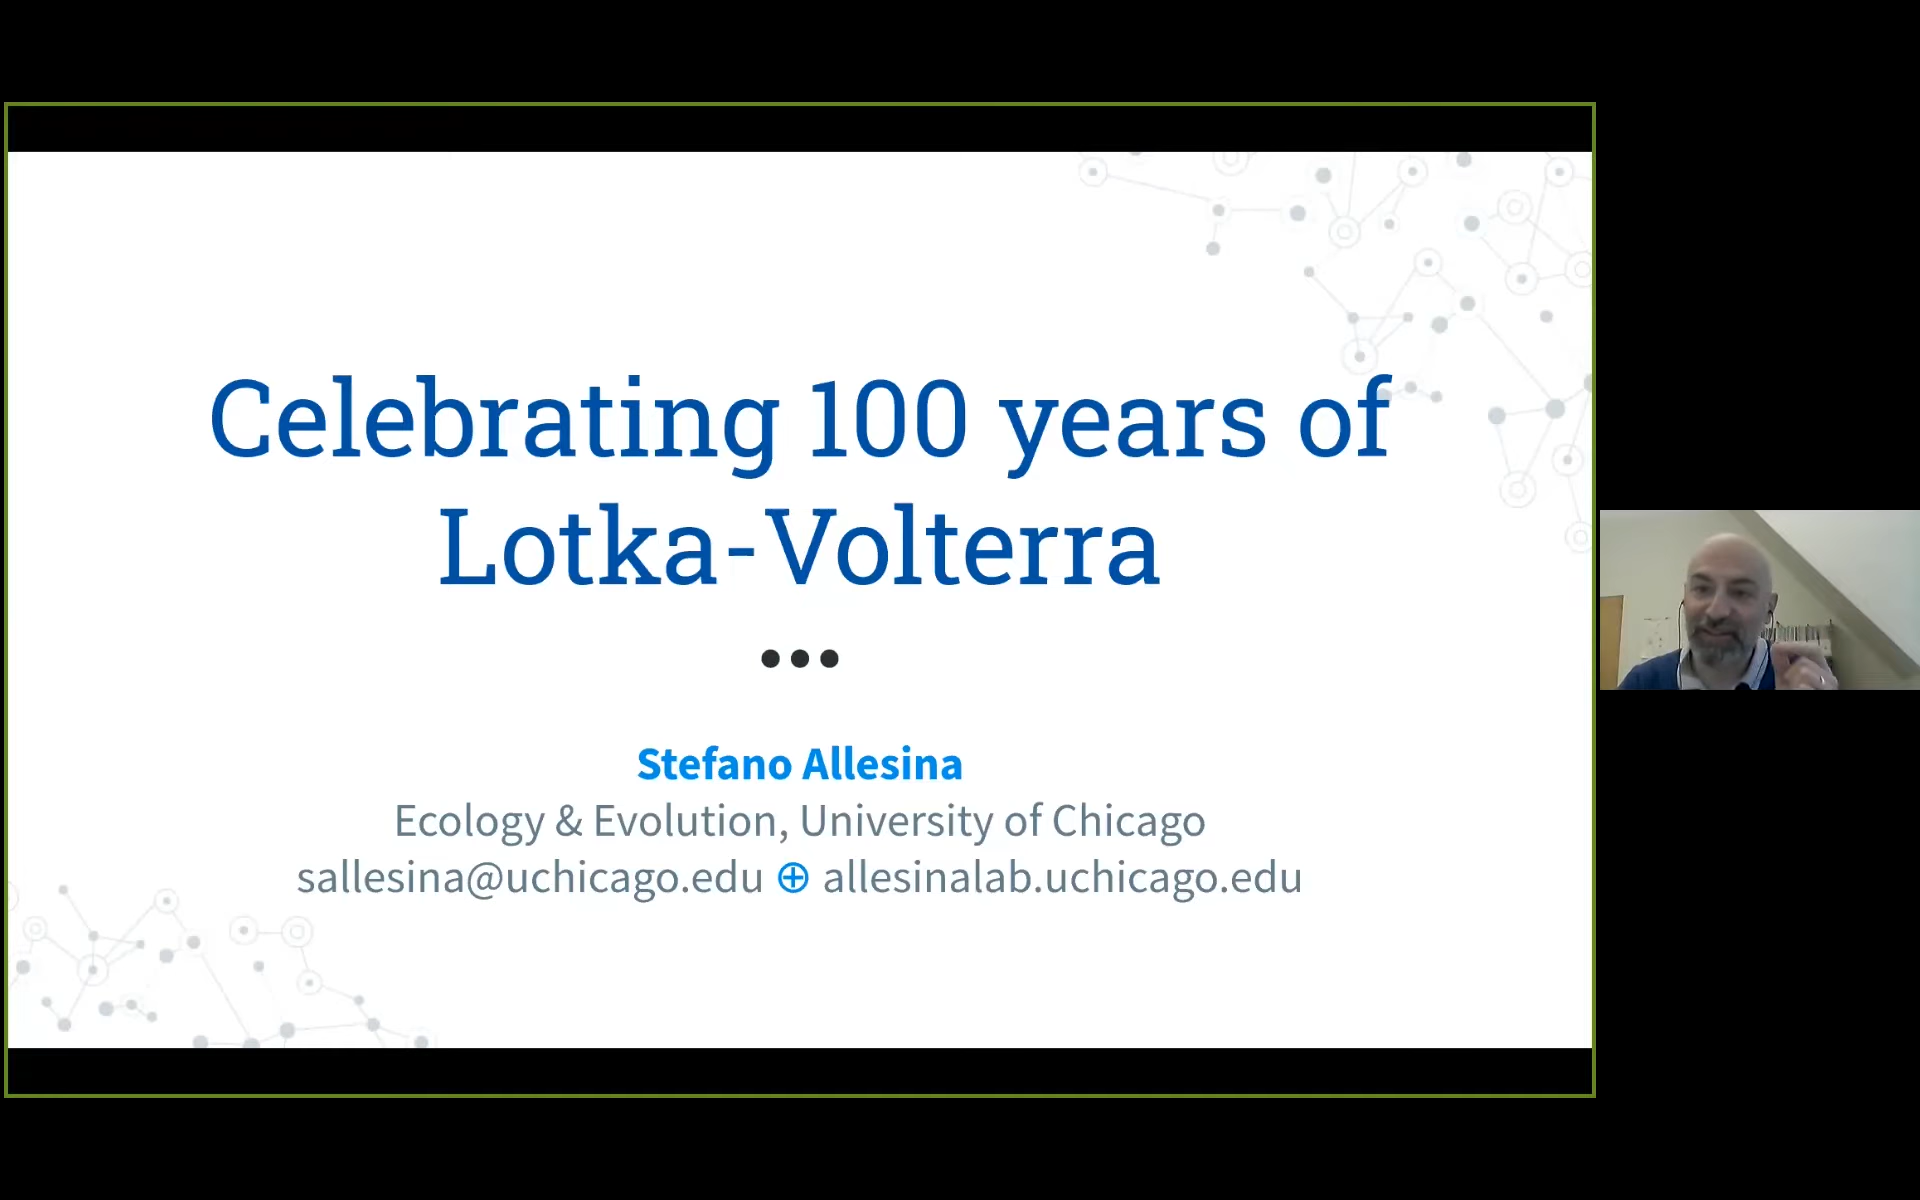 Celebrating 100 years of
Lotka-Volterra
Stefano Allesina
Ecology & Evolution, University of Chicago
sallesina@uchicago.edu ⊕ allesinalab.uchicago.edu